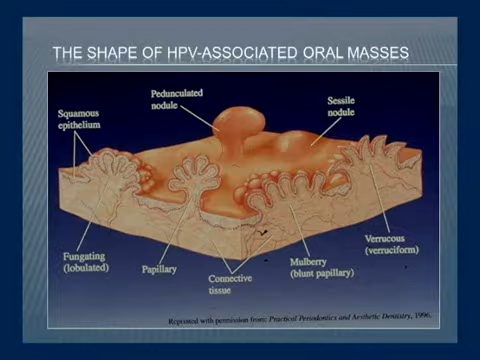 THE SHAPE OF HPV-ASSOCIATED ORAL MASSES
Pedunculated
nodule
Sessile
nodule
Squamous
epithelium
Fungating
(lobulated)
Papillary
Connective
tissue
Mulberry
(blunt papillary)
Verrucous
(verruciform)
Reprinted with permission from: Practical Periodontics and Aesthetic Dentistry, 1996.